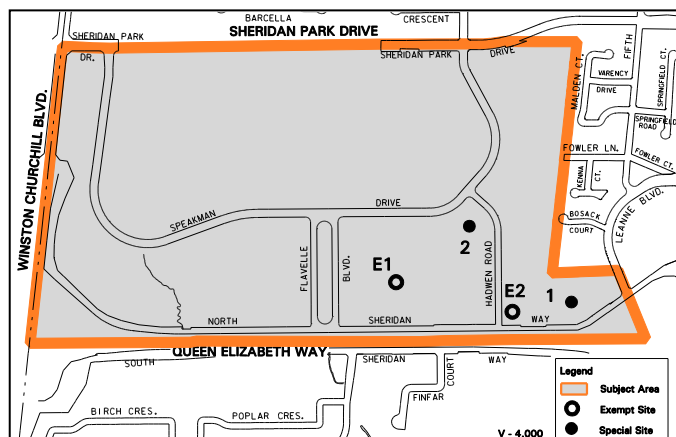 BARCELLA
CRESCENT
SHERIDAN PARK DRIVE
SHERIDAN PARK
DR.
SHERIDAN PARK
DRIVE
MALDEN CT.
FIFTH
SPRINGFIELD CT.
VARENCY
DRIVE
SPRINGFIELD
ROAD
WINSTON CHURCHILL BLVD.
FOWLER LN.
FOWLER CT.
KENNA
CT.
BOSACK
COURT
LEANNE BLVD.
SPEAKMAN
DRIVE
2
FLAVELLE
BLVD.
E1
HADWEN ROAD
E2
1
NORTH
SHERIDAN
WAY
QUEEN ELIZABETH WAY
SOUTH
SHERIDAN
COURT
WAY
FINFAR
BIRCH CRES.
POPLAR CRES.
V - 4,000
Legend
Subject Area
Exempt Site
Special Site